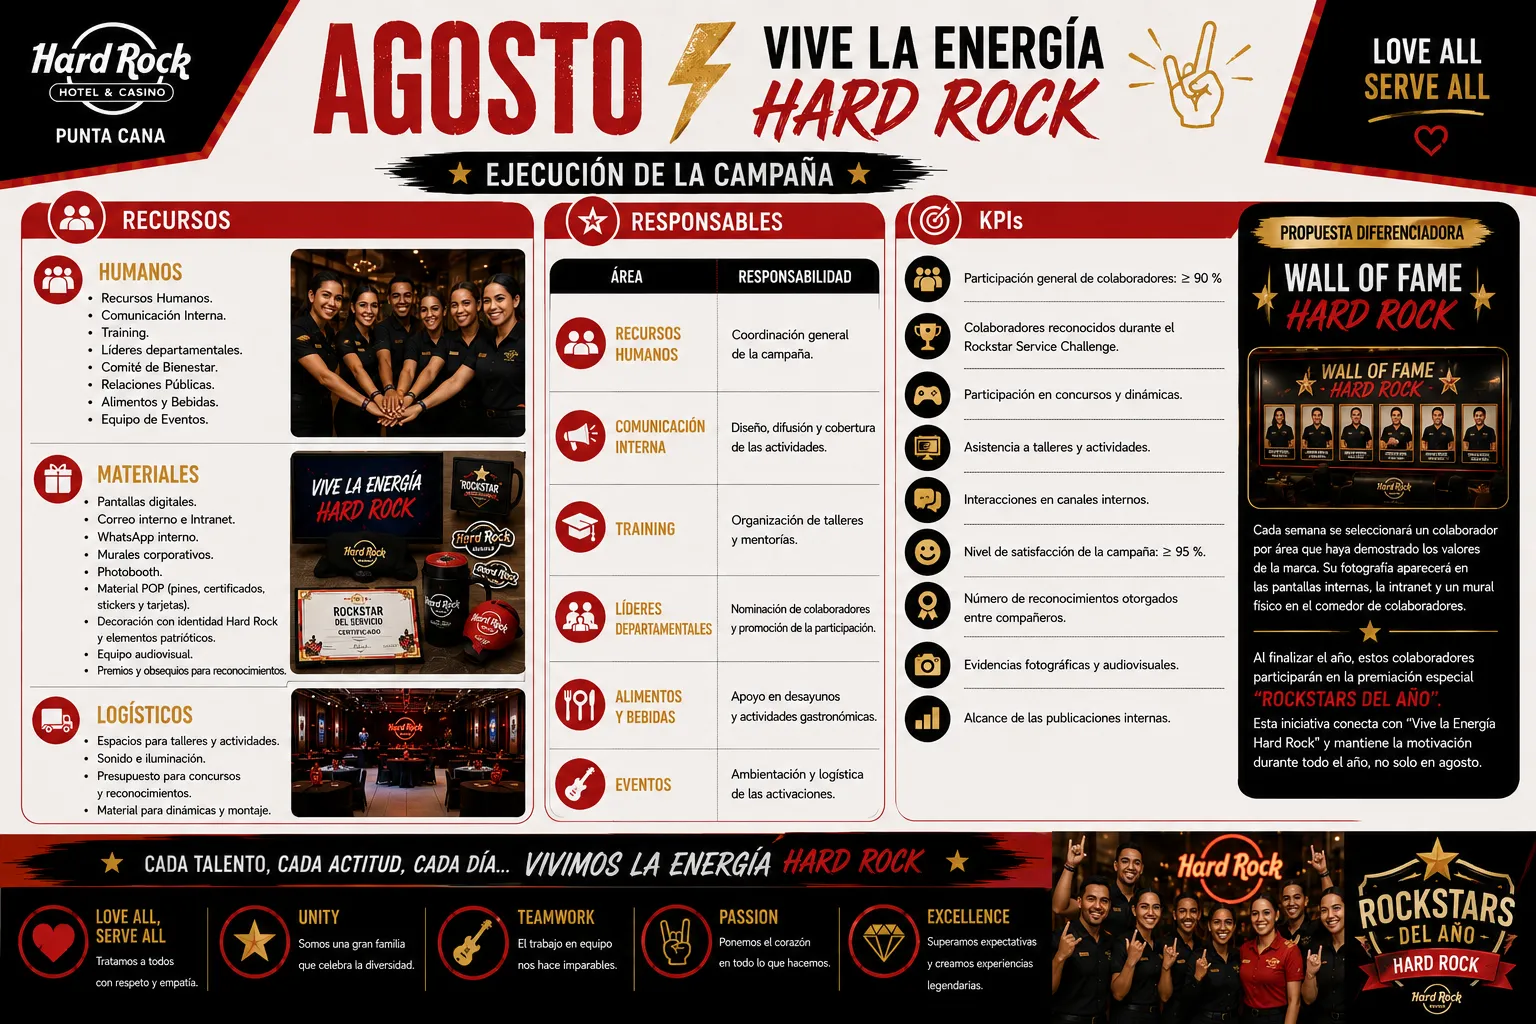 Hard Rock
HOTEL & CASINO
PUNTA CANA
AGOSTO
VIVE LA ENERGÍA
HARD ROCK
LOVE ALL
SERVE ALL
EJECUCIÓN DE LA CAMPAÑA
RECURSOS
HUMANOS
• Recursos Humanos.
• Comunicación Interna.
• Training.
• Líderes departamentales.
• Comité de Bienestar.
• Relaciones Públicas.
• Alimentos y Bebidas.
• Equipo de Eventos.
MATERIALES
• Pantallas digitales.
• Correo interno e Intranet.
• WhatsApp interno.
• Murales corporativos.
• Photobooth.
• Material POP (pines, certificados,
stickers y tarjetas).
• Decoración con identidad Hard Rock
y elementos patrióticos.
• Equipo audiovisual.
• Premios y obsequios para reconocimientos.
VIVE LA ENERGÍA
HARD ROCK
ROCKSTAR
Hard Rock
Hard Rock
Hard Rock
ROCKSTAR
DEL SERVICIO
CERTIFICADO
Hard Rock
Hard Rock
LOGÍSTICOS
• Espacios para talleres y actividades.
• Sonido e iluminación.
• Presupuesto para concursos
y reconocimientos.
• Material para dinámicas y montaje.
Hard Rock
RESPONSABLES
ÁREA
RESPONSABILIDAD
RECURSOS
HUMANOS
Coordinación general
de la campaña.
COMUNICACIÓN
INTERNA
Diseño, difusión y cobertura
de las actividades.
TRAINING
Organización de talleres
y mentorías.
LÍDERES
DEPARTAMENTALES
Nominación de colaboradores
y promoción de la participación.
ALIMENTOS
Y BEBIDAS
Apoyo en desayunos
y actividades gastronómicas.
EVENTOS
Ambientación y logística
de las activaciones.
KPIs
Participación general de colaboradores: ≥ 90 %
Colaboradores reconocidos durante el
Rockstar Service Challenge.
Participación en concursos y dinámicas.
Asistencia a talleres y actividades.
Interacciones en canales internos.
Nivel de satisfacción de la campaña: ≥ 95 %.
Número de reconocimientos otorgados
entre compañeros.
Evidencias fotográficas y audiovisuales.
Alcance de las publicaciones internas.
PROPUESTA DIFERENCIADORA
WALL OF FAME
HARD ROCK
WALL OF FAME
HARD ROCK
Hard Rock
Cada semana se seleccionará un colaborador
por área que haya demostrado los valores
de la marca. Su fotografía aparecerá en
las pantallas internas, la intranet y un mural
físico en el comedor de colaboradores.
Al finalizar el año, estos colaboradores
participarán en la premiación especial
“ROCKSTARS DEL AÑO”.
Esta iniciativa conecta con “Vive la Energía
Hard Rock” y mantiene la motivación
durante todo el año, no solo en agosto.
CADA TALENTO, CADA ACTITUD, CADA DÍA... VIVIMOS LA ENERGÍA HARD ROCK
LOVE ALL,
SERVE ALL
Tratamos a todos
con respeto y empatía.
UNITY
Somos una gran familia
que celebra la diversidad.
TEAMWORK
El trabajo en equipo
nos hace imparables.
PASSION
Ponemos el corazón
en todo lo que hacemos.
EXCELLENCE
Superamos expectativas
y creamos experiencias
legendarias.
Hard Rock
ROCKSTARS
DEL AÑO
HARD ROCK
Hard Rock